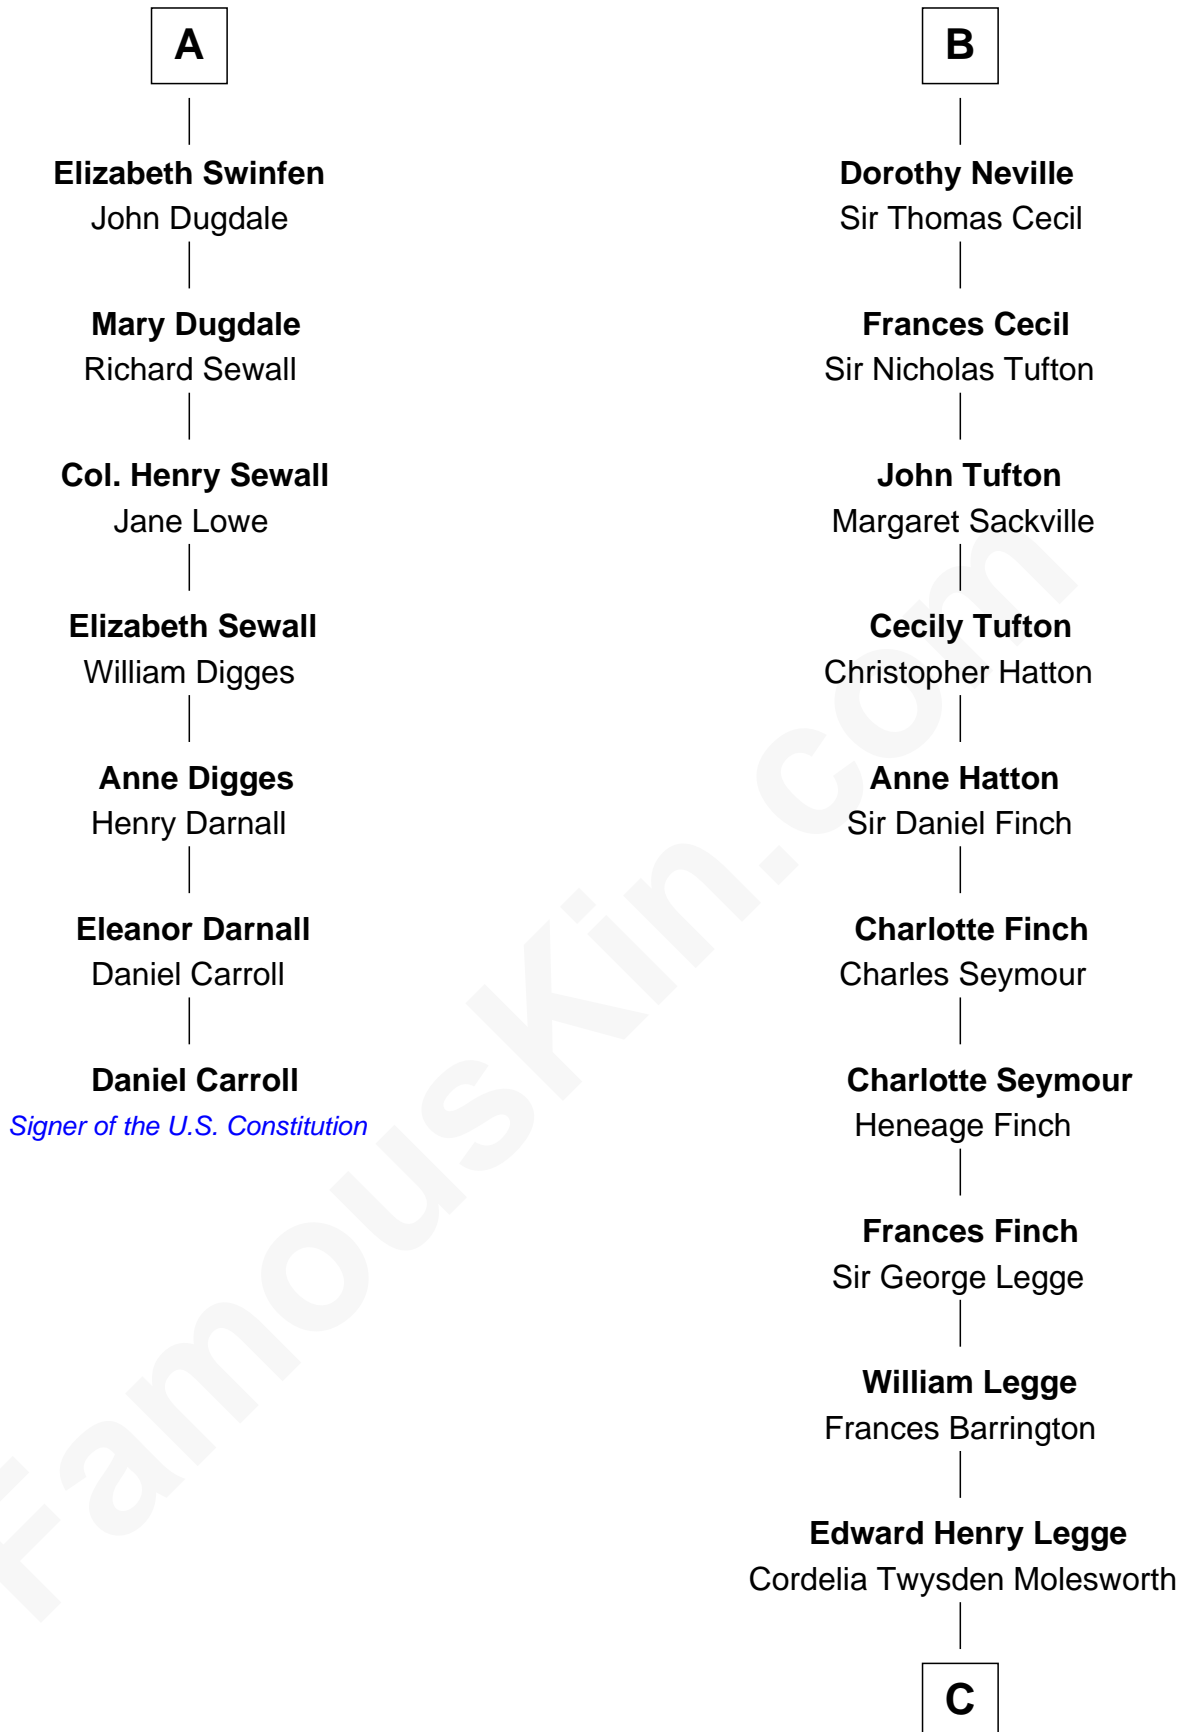 A
Elizabeth Swinfen
John Dugdale
Mary Dugdale
Richard Sewall
Col. Henry Sewall
Jane Lowe
Elizabeth Sewall
William Digges
Anne Digges
Henry Darnall
Eleanor Darnall
Daniel Carroll
Daniel Carroll
Signer of the U.S. Constitution
B
Dorothy Neville
Sir Thomas Cecil
Frances Cecil
Sir Nicholas Tufton
John Tufton
Margaret Sackville
Cecily Tufton
Christopher Hatton
Anne Hatton
Sir Daniel Finch
Charlotte Finch
Charles Seymour
Charlotte Seymour
Heneage Finch
Frances Finch
Sir George Legge
William Legge
Frances Barrington
Edward Henry Legge
Cordelia Twysden Molesworth
C
FamousKin.com